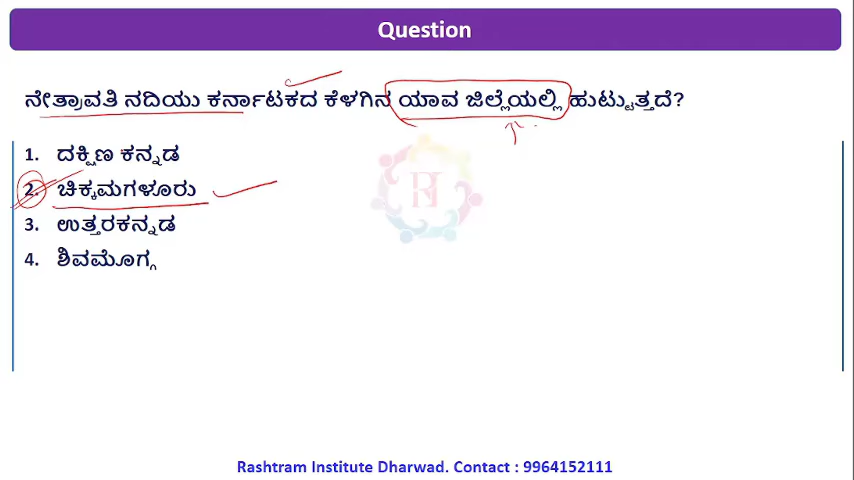 Question
ನೇತ್ರಾವತಿ ನದಿಯು ಕರ್ನಾಟಕದ ಕೆಳಗಿನ ಯಾವ ಜಿಲ್ಲೆಯಲ್ಲಿ ಹುಟ್ಟುತ್ತದೆ?
1. ದಕ್ಷಿಣ ಕನ್ನಡ
2. ಚಿಕ್ಕಮಗಳೂರು
3. ಉತ್ತರಕನ್ನಡ
4. ಶಿವಮೊಗ್ಗ
Rashtram Institute Dharwad. Contact : 9964152111